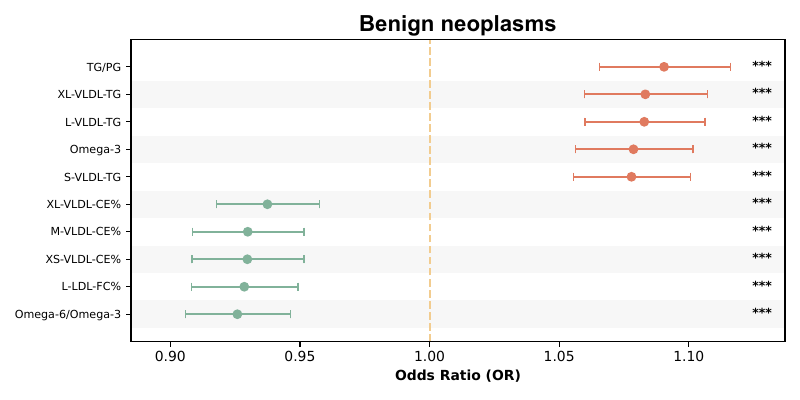 Benign neoplasms
TG/PG ***
XL-VLDL-TG ***
L-VLDL-TG ***
Omega-3 ***
S-VLDL-TG ***
XL-VLDL-CE% ***
M-VLDL-CE% ***
XS-VLDL-CE% ***
L-LDL-FC% ***
Omega-6/Omega-3 ***
0.90 0.95 1.00 1.05 1.10
Odds Ratio (OR)